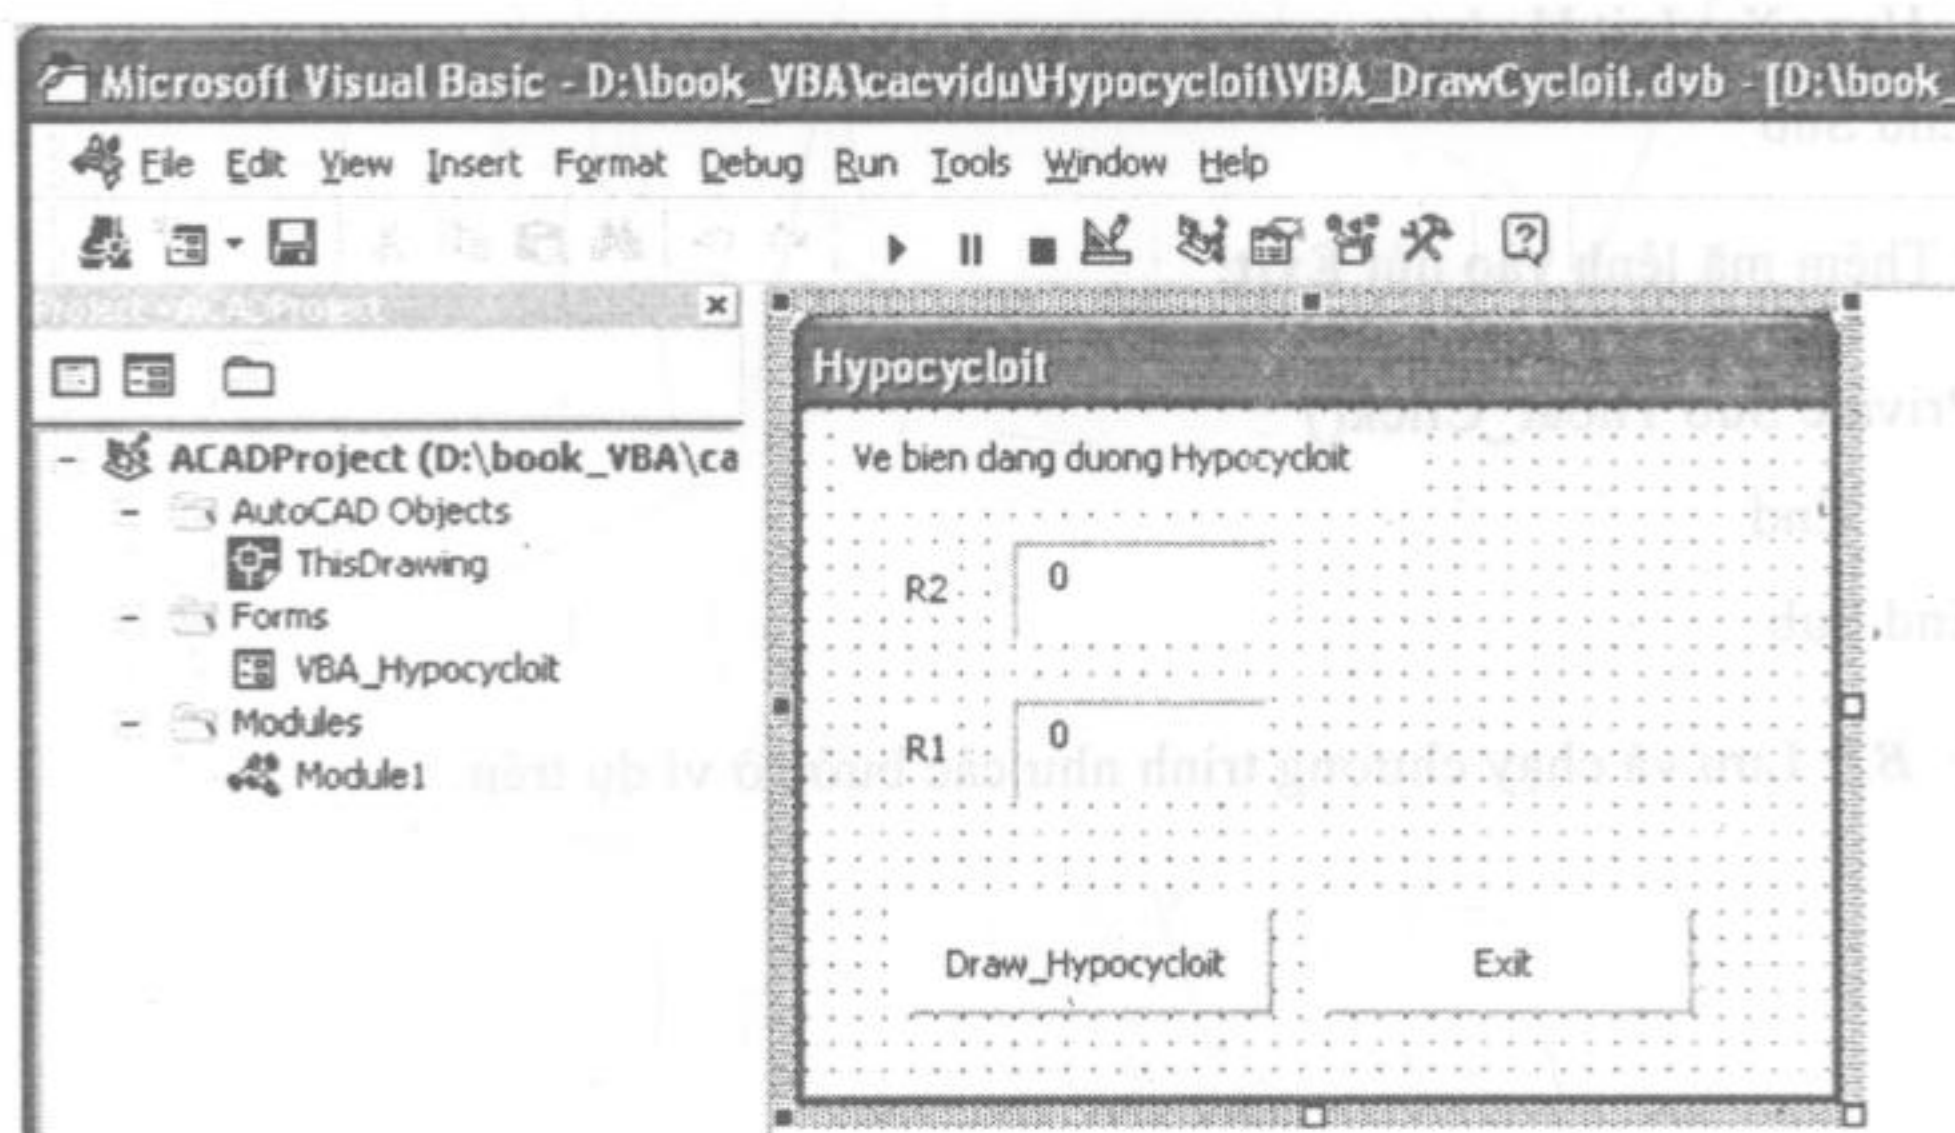 Microsoft Visual Basic - D:\book_VBA\cacvidu\Hypocycloit\VBA_DrawCycloit.dvb - [D:\book_
File Edit View Insert Format Debug Run Tools Window Help
Hypocycloit
ACADProject (D:\book_VBA\ca
AutoCAD Objects
ThisDrawing
Forms
VBA_Hypocycloit
Modules
Module1
Ve bien dang duong Hypocycloit
R2 0
R1 0
Draw_Hypocycloit Exit